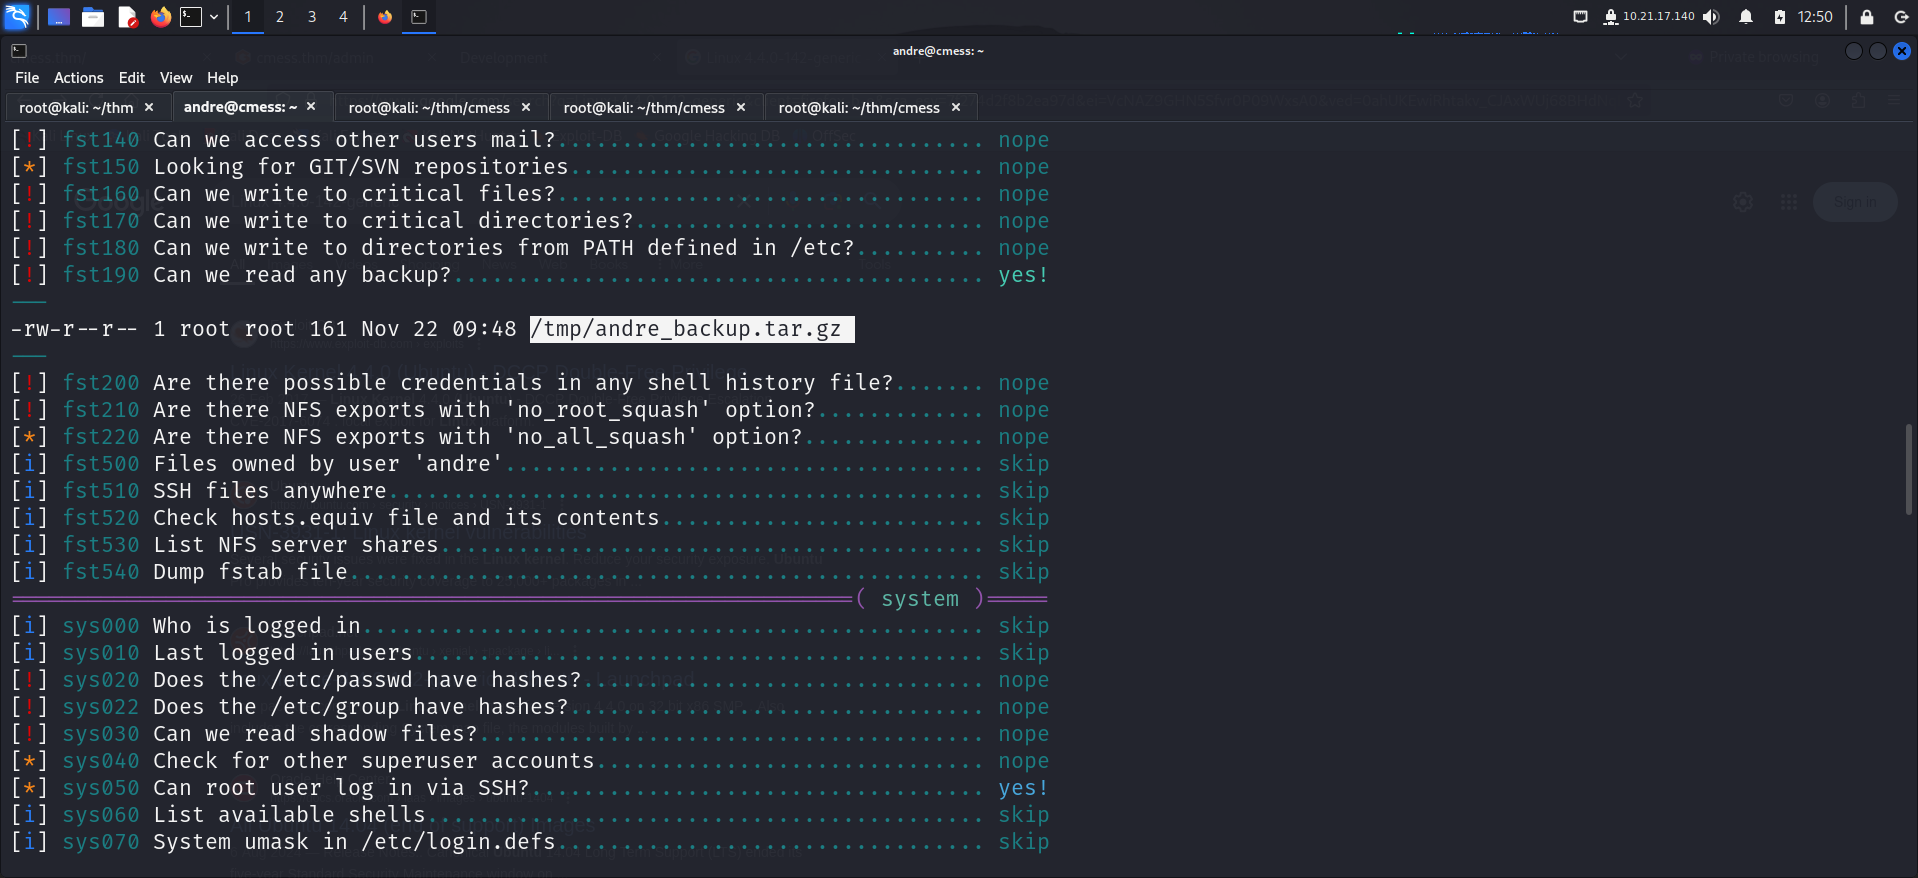 1 2 3 4 10.21.17.140 12:50
andre@cmess: ~
File Actions Edit View Help
root@kali: ~/thm × andre@cmess: ~ × root@kali: ~/thm/cmess × root@kali: ~/thm/cmess × root@kali: ~/thm/cmess ×
[!] fst140 Can we access other users mail?................................. nope
[*] fst150 Looking for GIT/SVN repositories................................ nope
[!] fst160 Can we write to critical files?................................. nope
[!] fst170 Can we write to critical directories?........................... nope
[!] fst180 Can we write to directories from PATH defined in /etc?.......... nope
[!] fst190 Can we read any backup?......................................... yes!
---
-rw-r--r-- 1 root root 161 Nov 22 09:48 /tmp/andre_backup.tar.gz
---
[!] fst200 Are there possible credentials in any shell history file?....... nope
[!] fst210 Are there NFS exports with 'no_root_squash' option?............. nope
[*] fst220 Are there NFS exports with 'no_all_squash' option?.............. nope
[i] fst500 Files owned by user 'andre'..................................... skip
[i] fst510 SSH files anywhere.............................................. skip
[i] fst520 Check hosts.equiv file and its contents......................... skip
[i] fst530 List NFS server shares.......................................... skip
[i] fst540 Dump fstab file................................................. skip
=================================================================( system )=====
[i] sys000 Who is logged in................................................ skip
[i] sys010 Last logged in users............................................ skip
[!] sys020 Does the /etc/passwd have hashes?............................... nope
[!] sys022 Does the /etc/group have hashes?................................ nope
[!] sys030 Can we read shadow files?....................................... nope
[*] sys040 Check for other superuser accounts.............................. nope
[*] sys050 Can root user log in via SSH?................................... yes!
[i] sys060 List available shells........................................... skip
[i] sys070 System umask in /etc/login.defs................................. skip